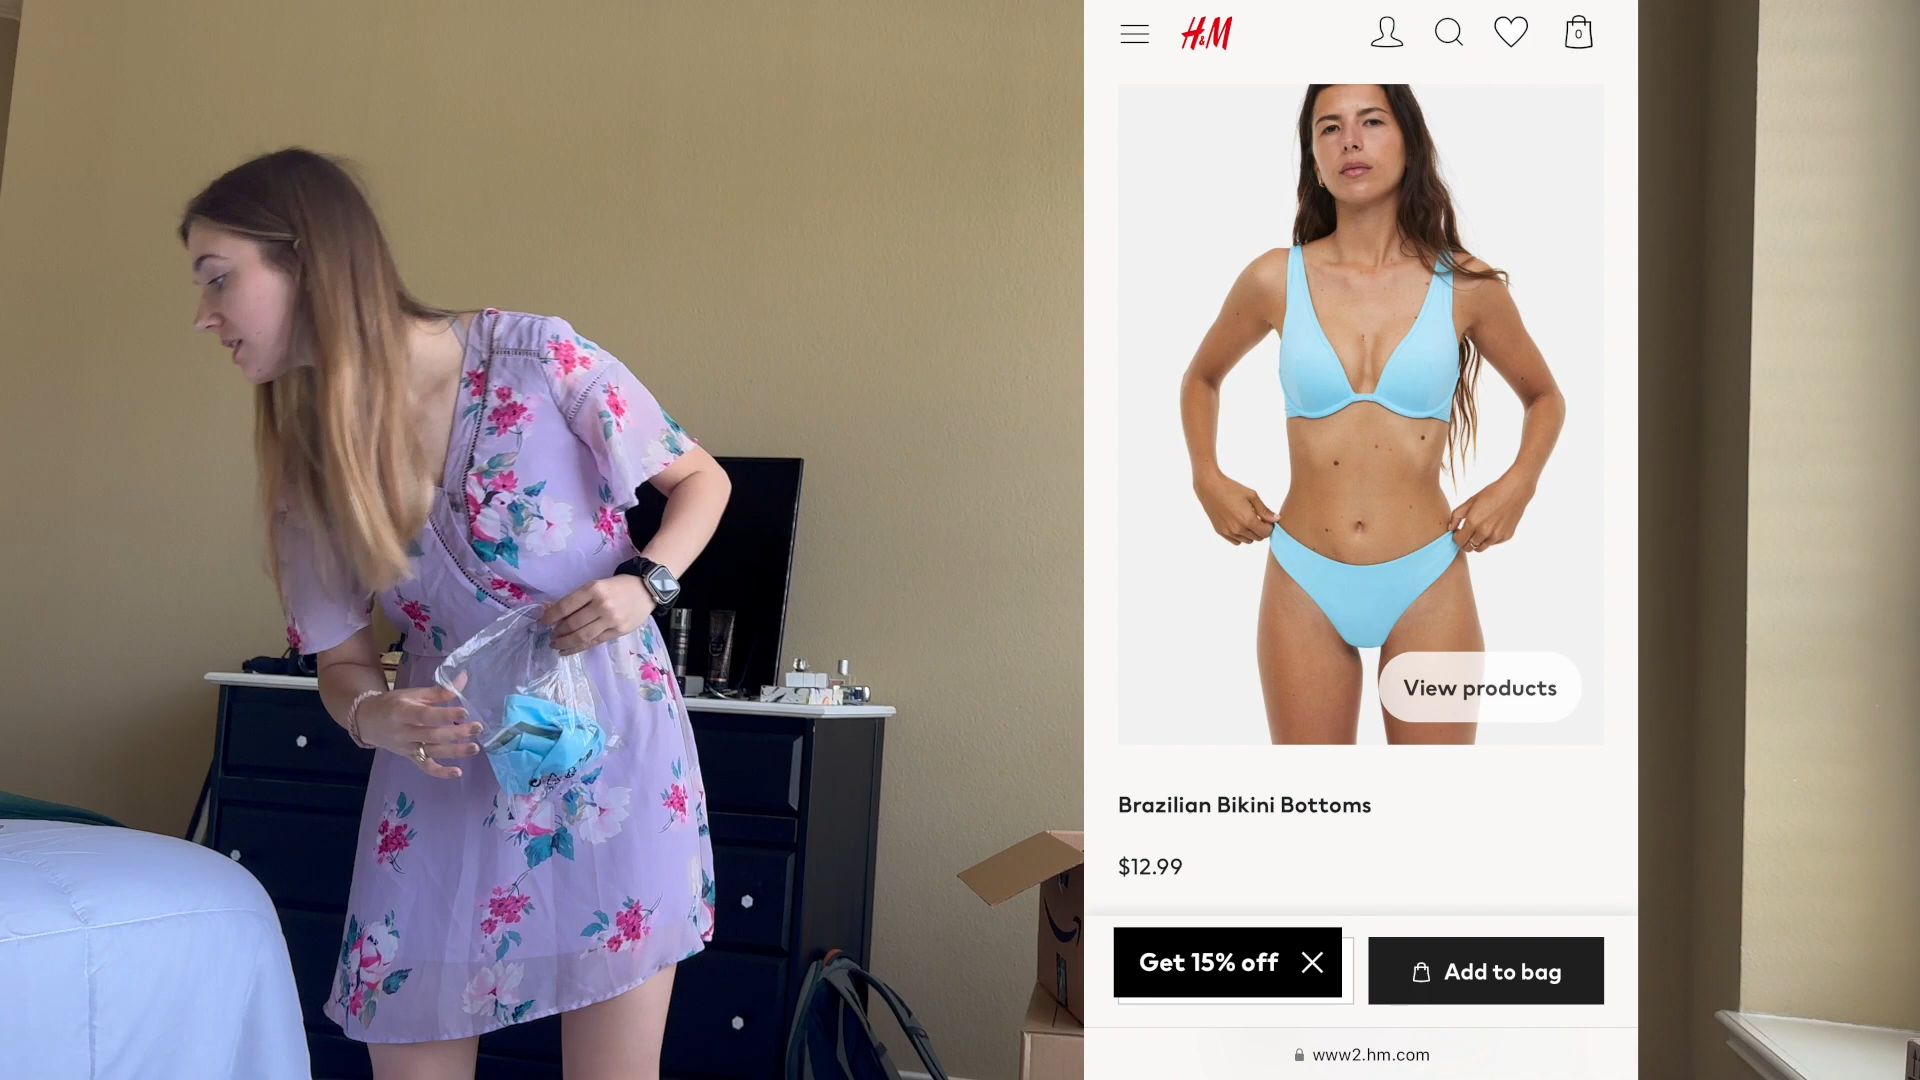 H&M
0
View products
Brazilian Bikini Bottoms
$12.99
Get 15% off
Add to bag
www2.hm.com